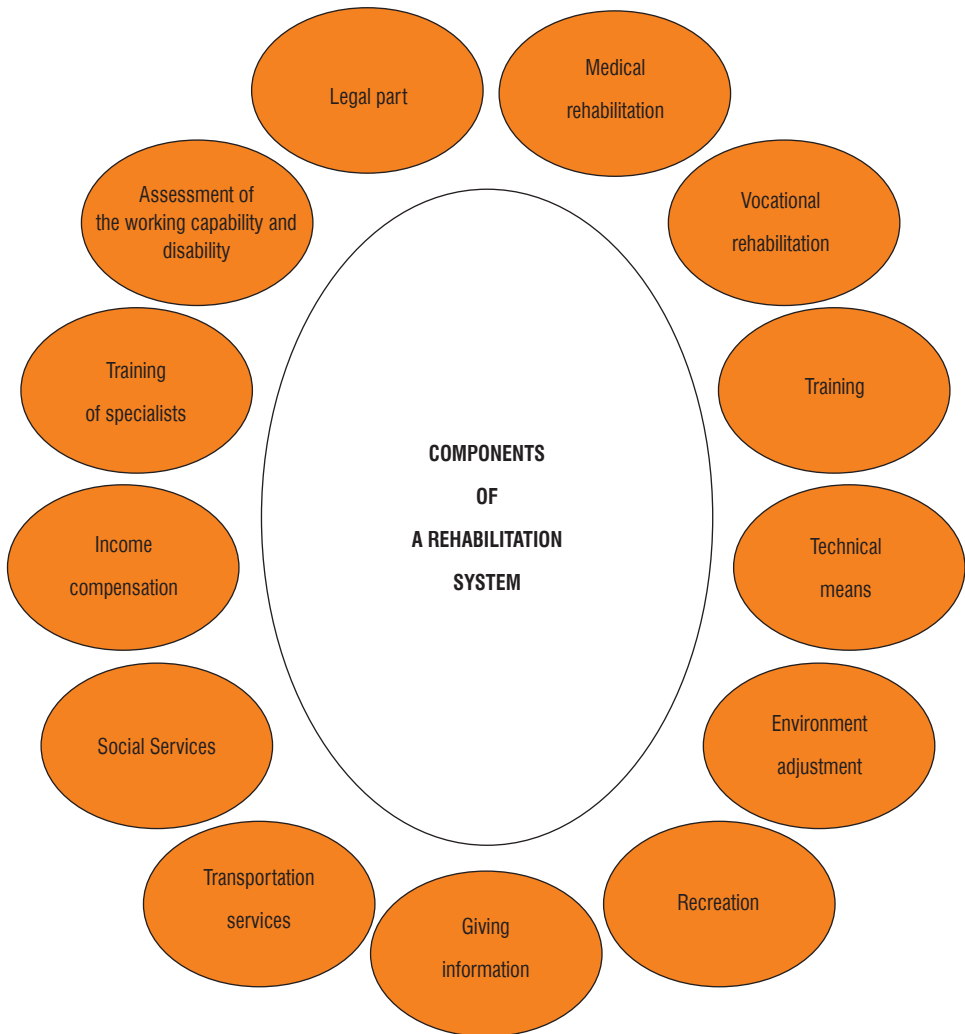 Legal part
Medical
rehabilitation
Vocational
rehabilitation
Training
Technical
means
Environment
adjustment
Recreation
Giving
information
Transportation
services
Social Services
Income
compensation
Training
of specialists
Assessment of
the working capability and
disability
COMPONENTS
OF
A REHABILITATION
SYSTEM